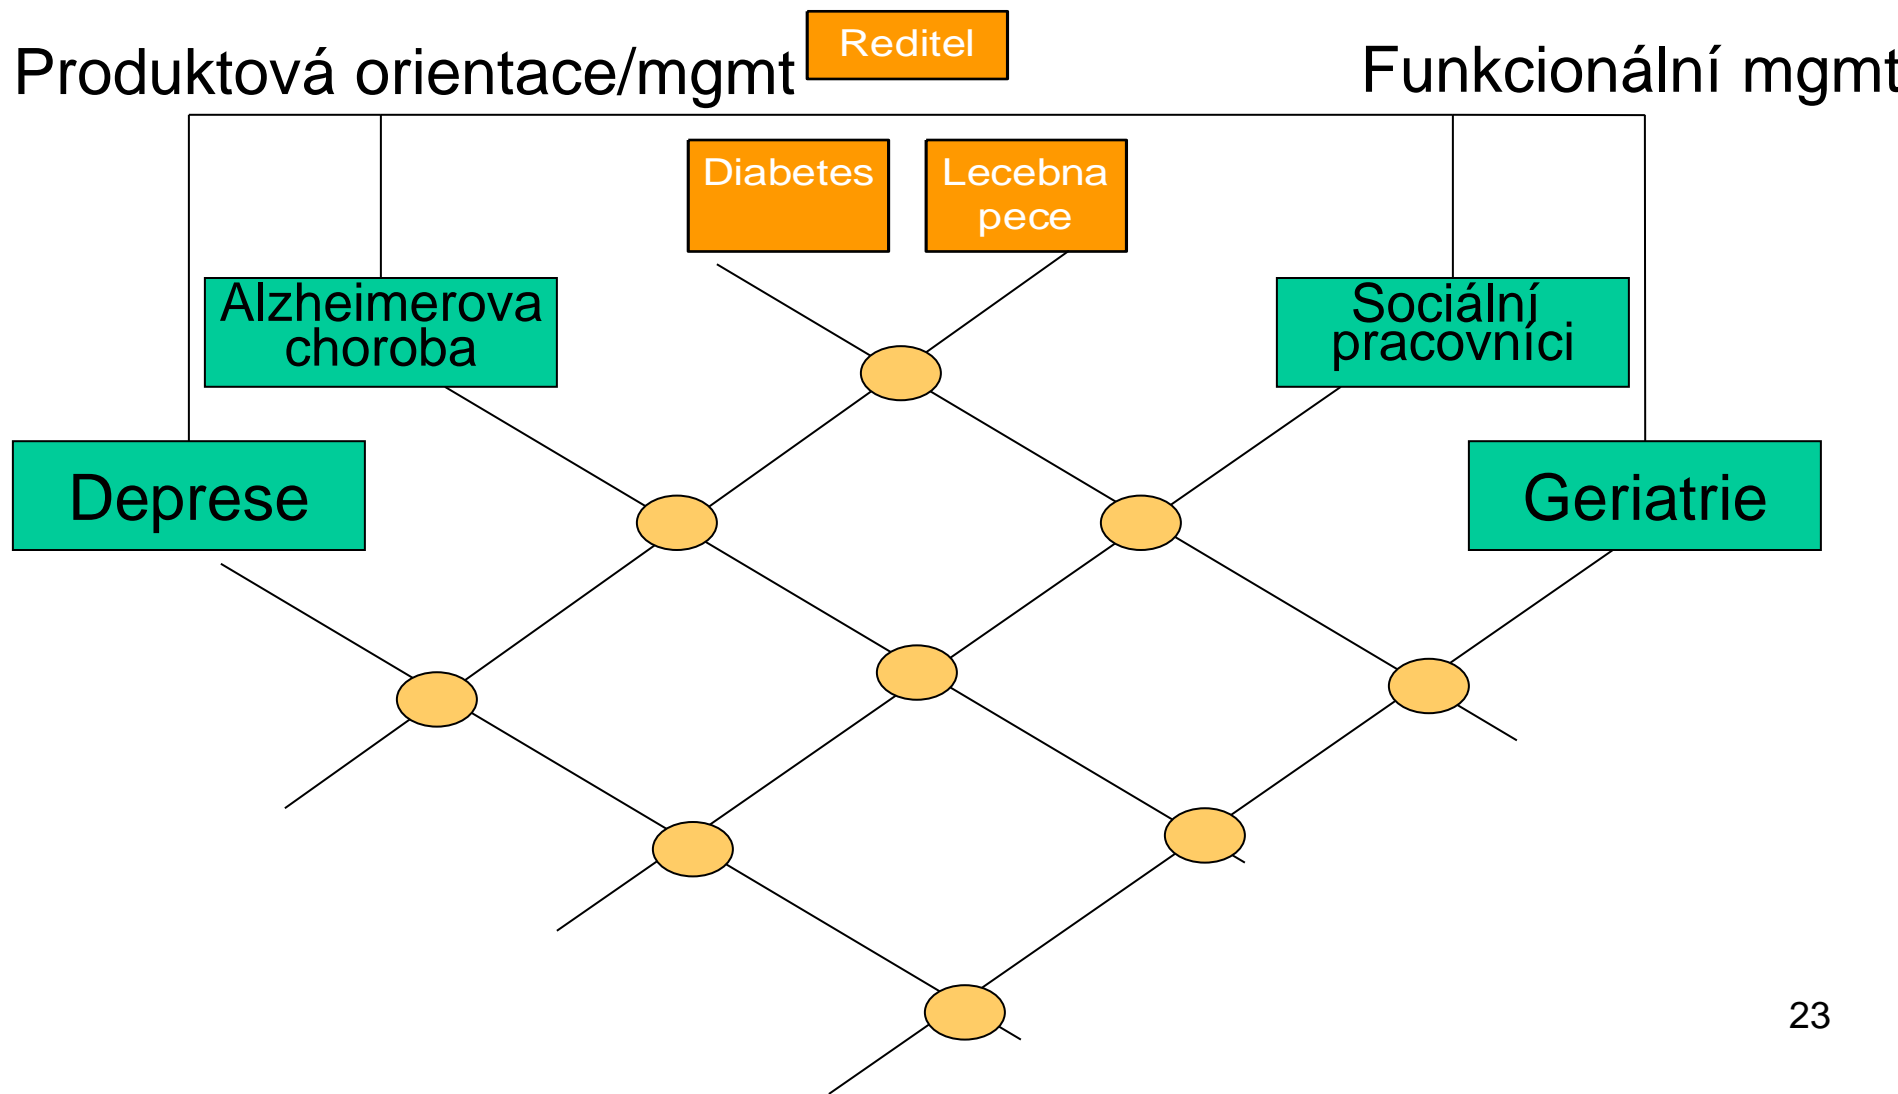 Produktová orientace/mgmt
Reditel
Funkcionální mgmt
Diabetes
Lecebna
pece
Alzheimerova
choroba
Sociální
pracovníci
Deprese
Geriatrie
23